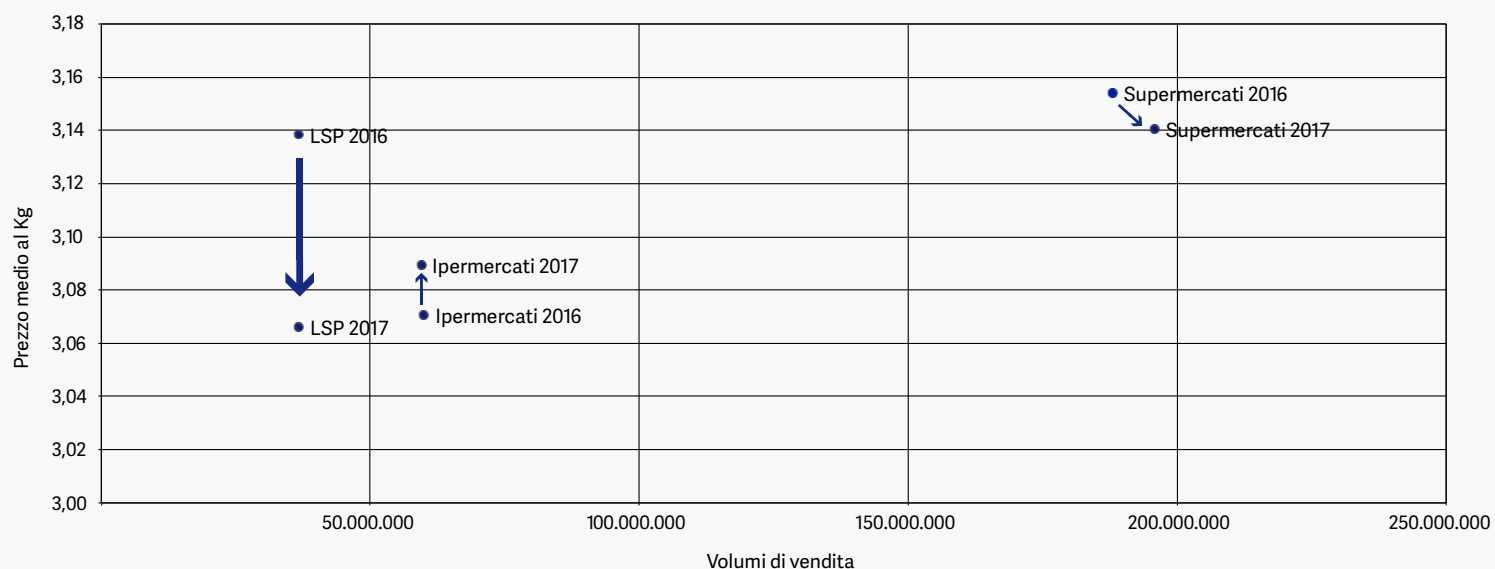 3,18
3,16
3,14
3,12
3,10
3,08
3,06
3,04
3,02
3,00
Prezzo medio al Kg
Supermercati 2016
Supermercati 2017
LSP 2016
Ipermercati 2017
Ipermercati 2016
LSP 2017
50.000.000
100.000.000
150.000.000
200.000.000
250.000.000
Volumi di vendita